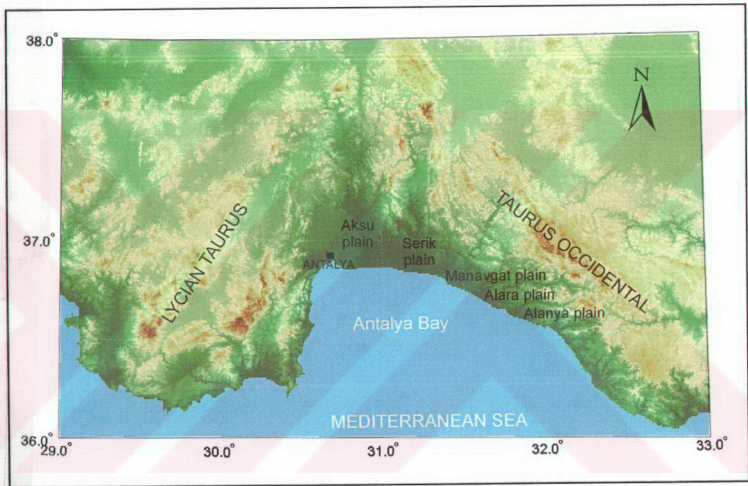 38.0°
N
37.0°
Aksu
plain
Serik
plain
ANTALYA
LYCIAN TAURUS
TAURUS OCCIDENTAL
Manavgat plain
Alara plain
Alanya plain
Antalya Bay
MEDITERRANEAN SEA
36.0°
29.0°
30.0°
31.0°
32.0°
33.0°